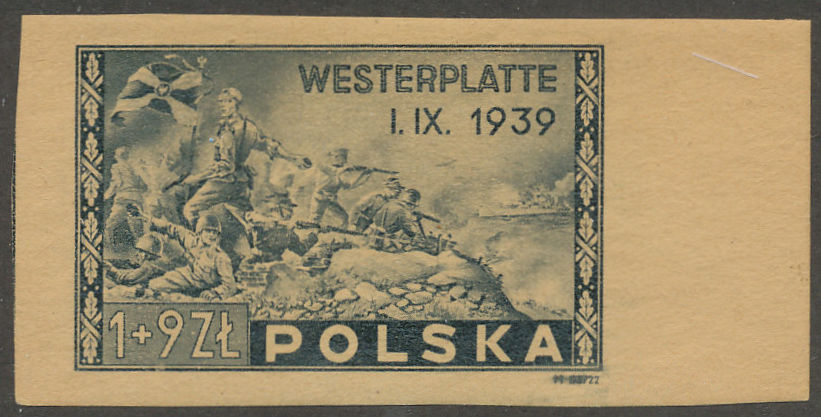 WESTERPLATTE
I. IX. 1939
1+9 ZŁ
POLSKA